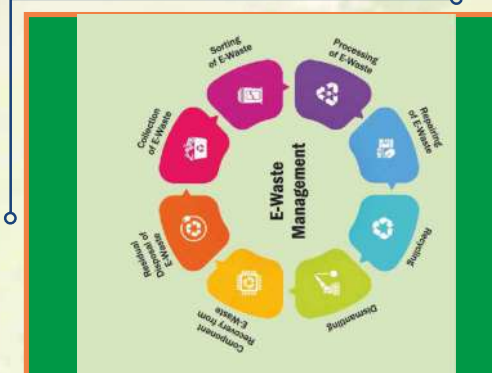 Sorting
of E-Waste
Processing
of E-Waste
Repairing
of E-Waste
Recycling
Dismantling
Component
Recovery from
E-Waste
Residual
Disposal of
E-Waste
Collection
of E-Waste
E-Waste
Management